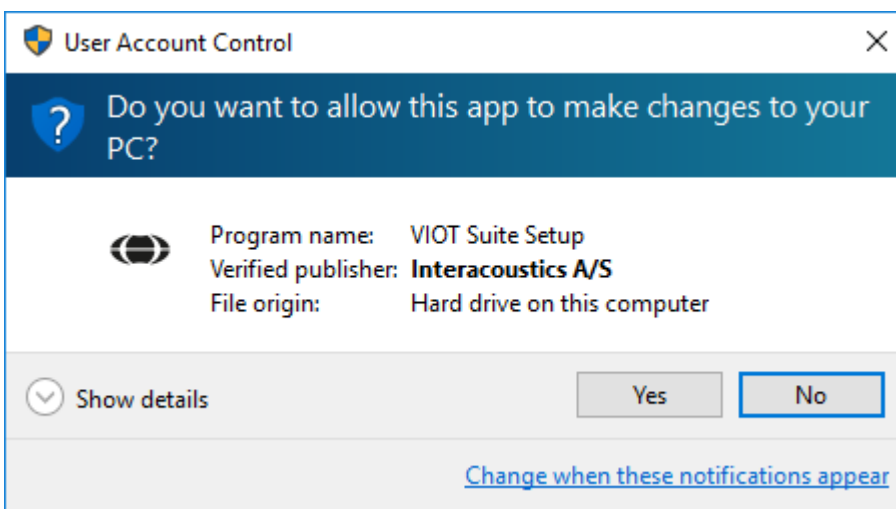 User Account Control
Do you want to allow this app to make changes to your
PC?
Program name: VIOT Suite Setup
Verified publisher: Interacoustics A/S
File origin: Hard drive on this computer
Show details Yes No
Change when these notifications appear